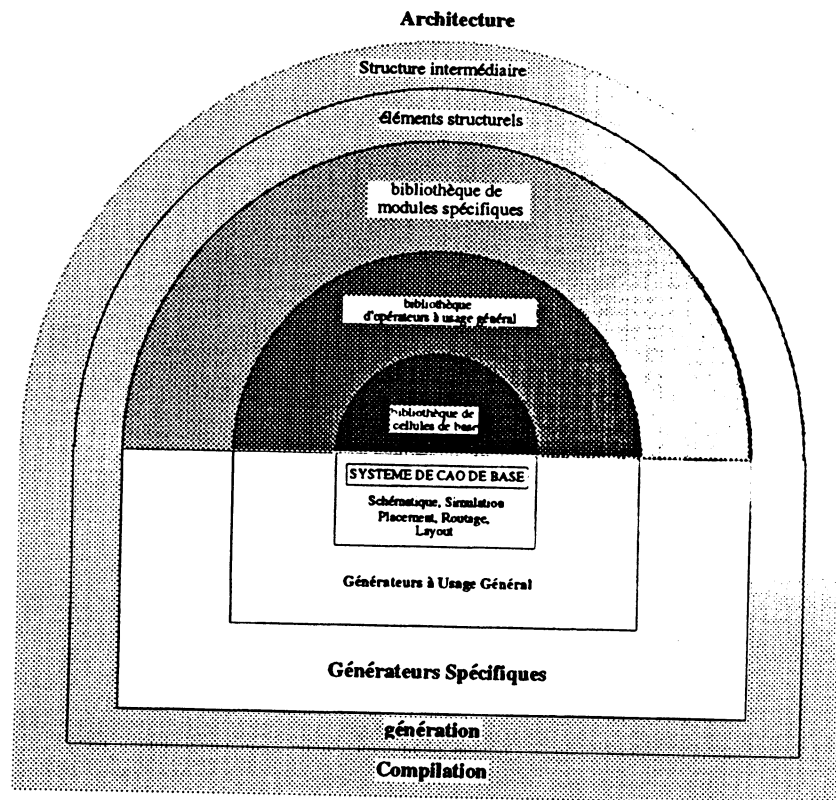 Architecture
Structure intermédiaire
éléments structurels
bibliothèque de
modules spécifiques
bibliothèque
d'opérateurs à usage général
bibliothèque de
cellules de base
SYSTEME DE CAO DE BASE
Schématique, Simulation
Placement, Routage,
Layout
Générateurs à Usage Général
Générateurs Spécifiques
génération
Compilation